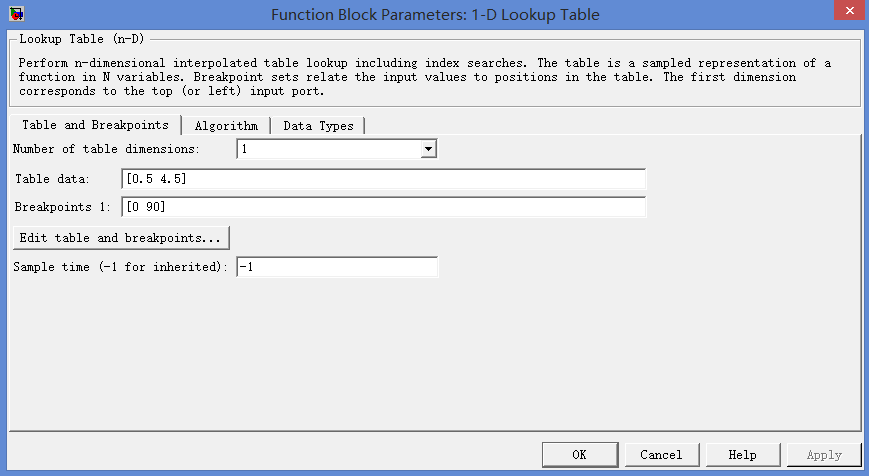 Function Block Parameters: 1-D Lookup Table
Lookup Table (n-D)
Perform n-dimensional interpolated table lookup including index searches. The table is a sampled representation of a
function in N variables. Breakpoint sets relate the input values to positions in the table. The first dimension
corresponds to the top (or left) input port.
Table and Breakpoints Algorithm Data Types
Number of table dimensions: 1
Table data: [0.5 4.5]
Breakpoints 1: [0 90]
Edit table and breakpoints...
Sample time (-1 for inherited): -1
OK Cancel Help Apply